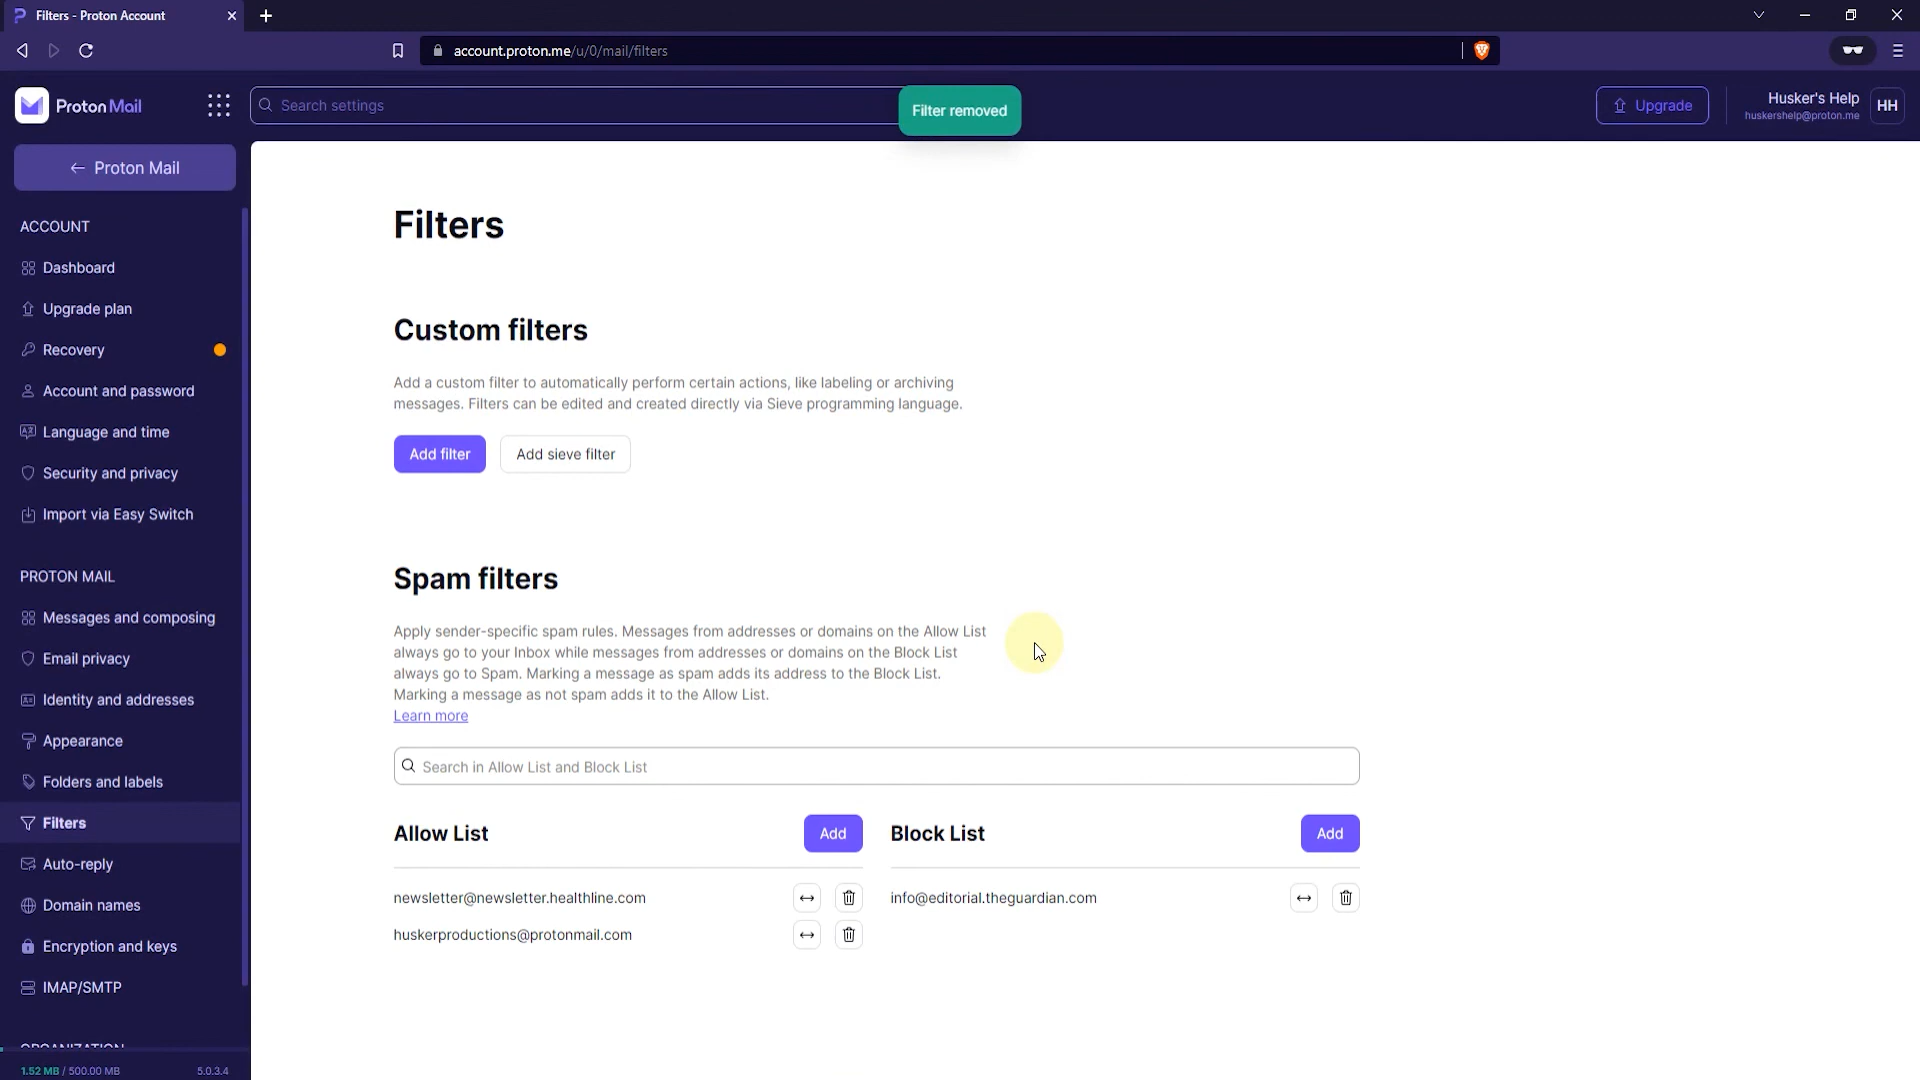 Filters - Proton Account
account.proton.me/u/0/mail/filters
Proton Mail
Search settings
Filter removed
Upgrade
Husker's Help
huskershelp@proton.me
HH
← Proton Mail
ACCOUNT
Dashboard
Upgrade plan
Recovery
Account and password
Language and time
Security and privacy
Import via Easy Switch
PROTON MAIL
Messages and composing
Email privacy
Identity and addresses
Appearance
Folders and labels
Filters
Auto-reply
Domain names
Encryption and keys
IMAP/SMTP
ORGANIZATION
1.52 MB / 500.00 MB
5.0.3.4
Filters
Custom filters
Add a custom filter to automatically perform certain actions, like labeling or archiving
messages. Filters can be edited and created directly via Sieve programming language.
Add filter
Add sieve filter
Spam filters
Apply sender-specific spam rules. Messages from addresses or domains on the Allow List
always go to your Inbox while messages from addresses or domains on the Block List
always go to Spam. Marking a message as spam adds its address to the Block List.
Marking a message as not spam adds it to the Allow List.
Learn more
Search in Allow List and Block List
Allow List
Add
Block List
Add
newsletter@newsletter.healthline.com
info@editorial.theguardian.com
huskerproductions@protonmail.com